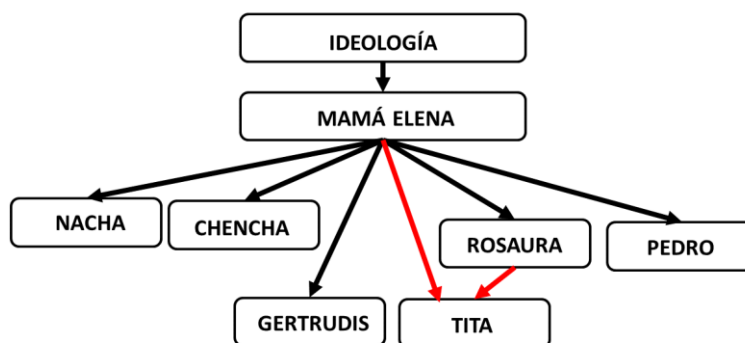 IDEOLOGÍA
MAMÁ ELENA
NACHA
CHENCHA
ROSAURA
PEDRO
GERTRUDIS
TITA